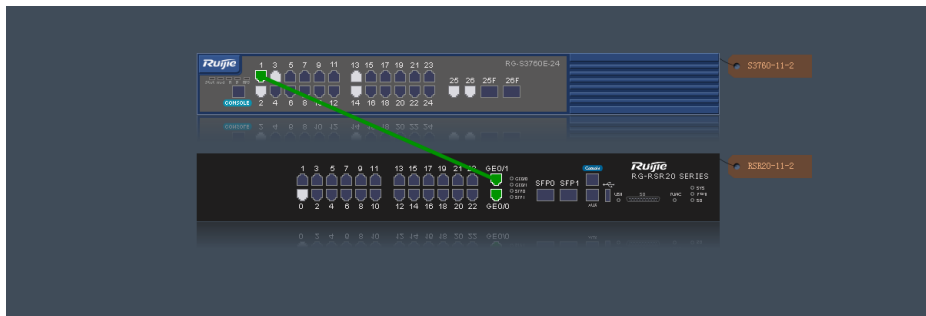 Ruijie
RG-S3760E-24
1 3 5 7 9 11 13 15 17 19 21 23
25 26 25F 26F
CONSOLE
2 4 6 8 10 12 14 16 18 20 22 24
S3760-11-2
Ruijie
RG-RSR20 SERIES
1 3 5 7 9 11 13 15 17 19 21 23 GE0/1
SFP0 SFP1
Console
AUX
0 2 4 6 8 10 12 14 16 18 20 22 GE0/0
RSR20-11-2